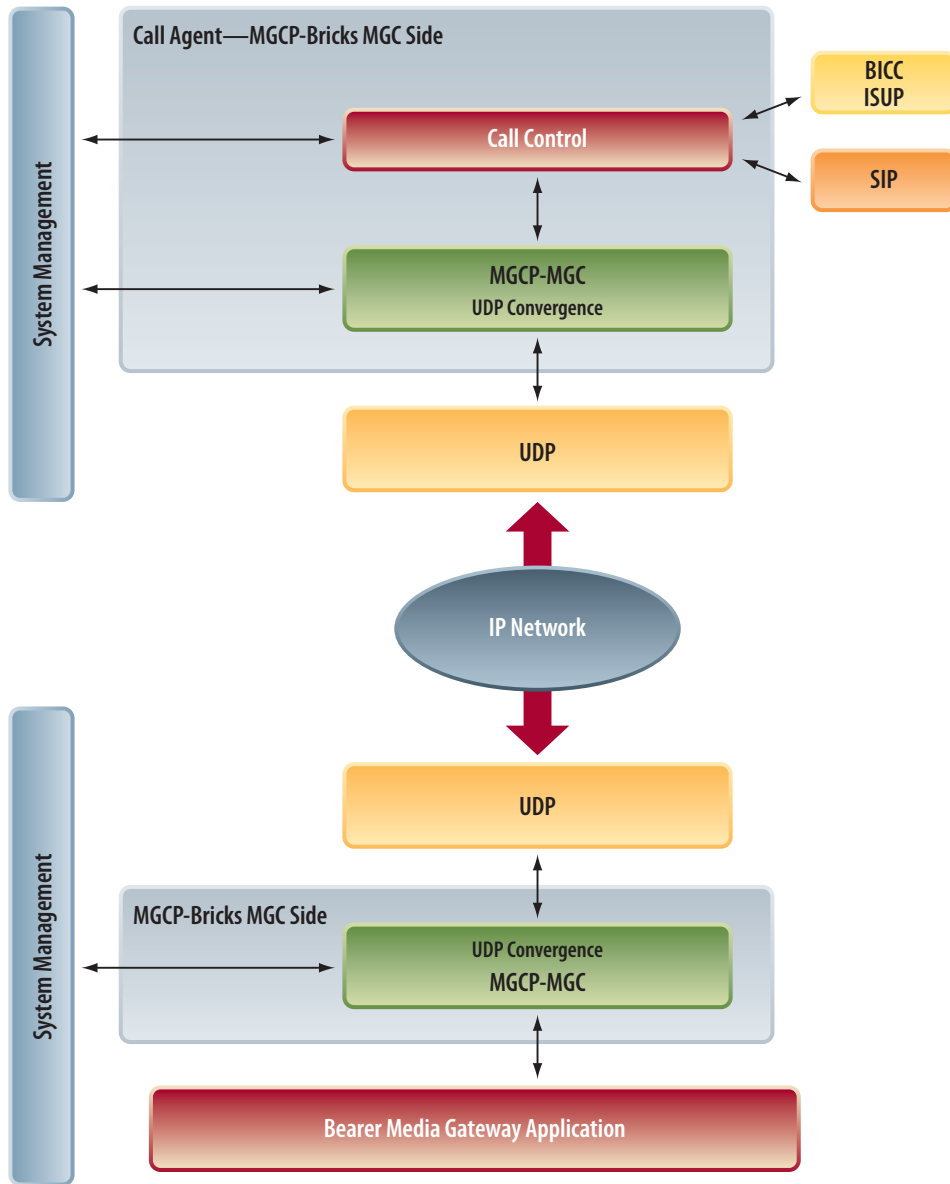 Call Agent—MGCP-Bricks MGC Side
BICC
ISUP
Call Control
SIP
System Management
MGCP-MGC
UDP Convergence
UDP
IP Network
UDP
System Management
MGCP-Bricks MGC Side
UDP Convergence
MGCP-MGC
Bearer Media Gateway Application